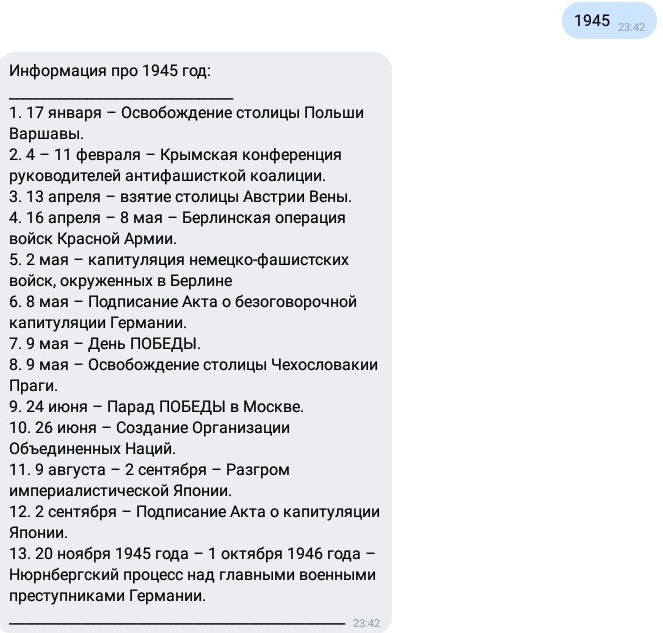 1945 23:42
Информация про 1945 год:
1. 17 января – Освобождение столицы Польши
Варшавы.
2. 4 – 11 февраля – Крымская конференция
руководителей антифашисткой коалиции.
3. 13 апреля – взятие столицы Австрии Вены.
4. 16 апреля – 8 мая – Берлинская операция
войск Красной Армии.
5. 2 мая – капитуляция немецко-фашистских
войск, окруженных в Берлине
6. 8 мая – Подписание Акта о безоговорочной
капитуляции Германии.
7. 9 мая – День ПОБЕДЫ.
8. 9 мая – Освобождение столицы Чехословакии
Праги.
9. 24 июня – Парад ПОБЕДЫ в Москве.
10. 26 июня – Создание Организации
Объединенных Наций.
11. 9 августа – 2 сентября – Разгром
империалистической Японии.
12. 2 сентября – Подписание Акта о капитуляции
Японии.
13. 20 ноября 1945 года – 1 октября 1946 года –
Нюрнбергский процесс над главными военными
преступниками Германии.
23:42